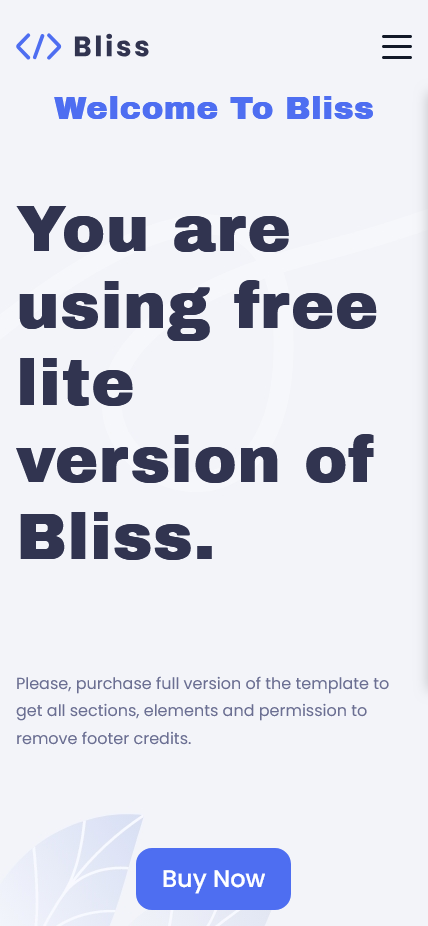 </> Bliss
Welcome To Bliss
You are
using free
lite
version of
Bliss.
Please, purchase full version of the template to
get all sections, elements and permission to
remove footer credits.
Buy Now